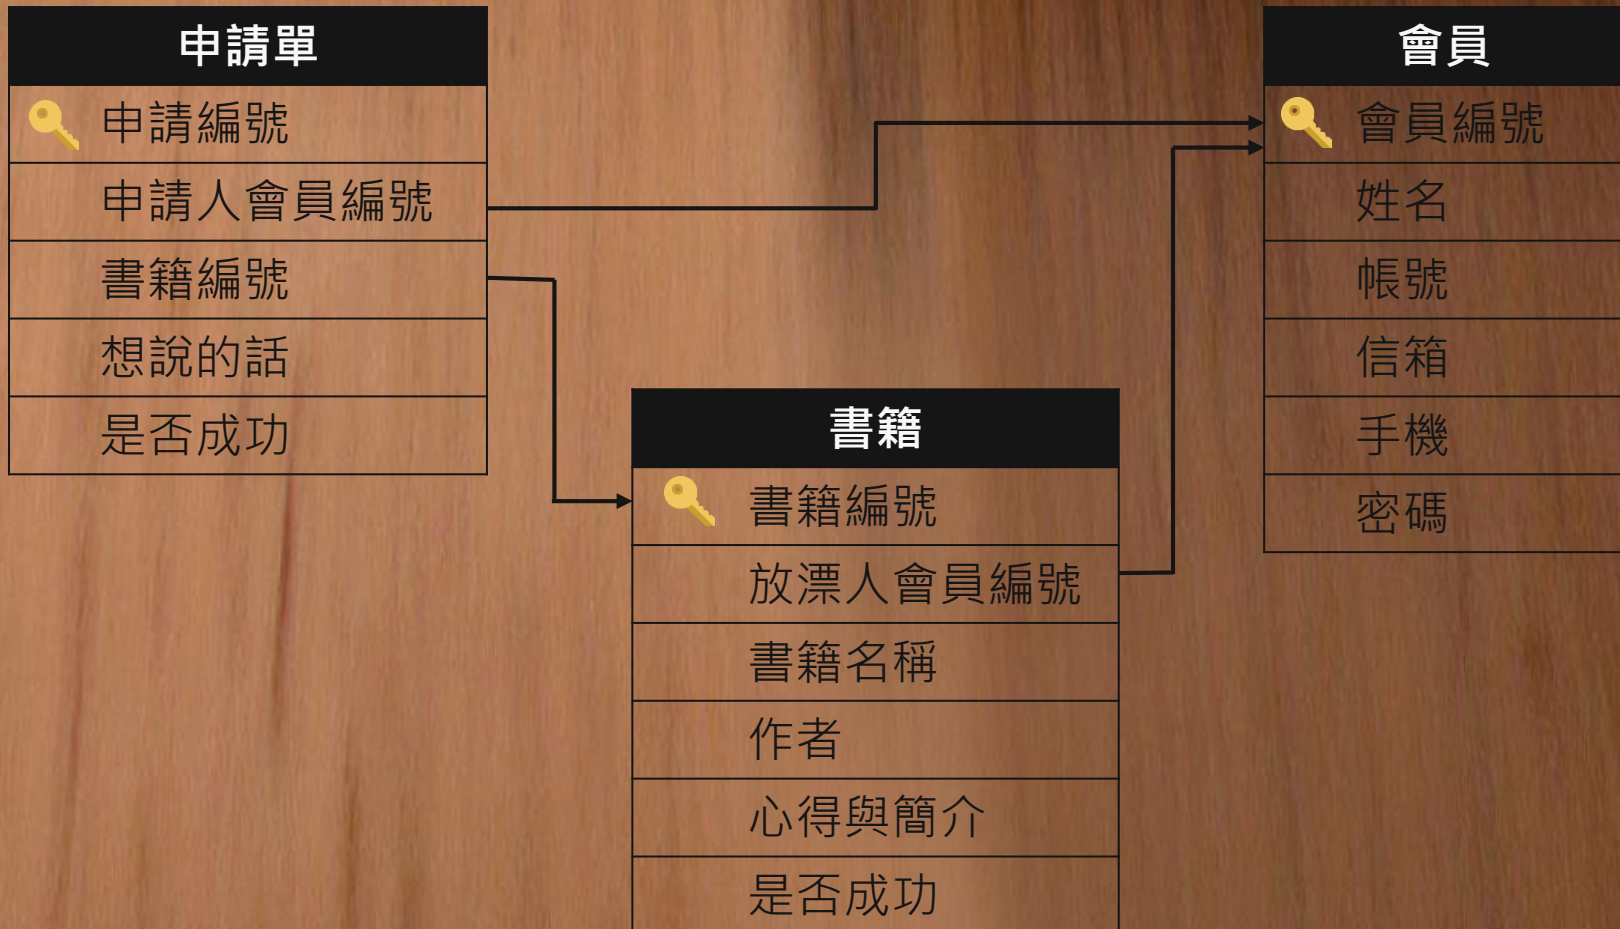 申請單
申請編號
申請人會員編號
書籍編號
想說的話
是否成功
書籍
書籍編號
放漂人會員編號
書籍名稱
作者
心得與簡介
是否成功
會員
會員編號
姓名
帳號
信箱
手機
密碼